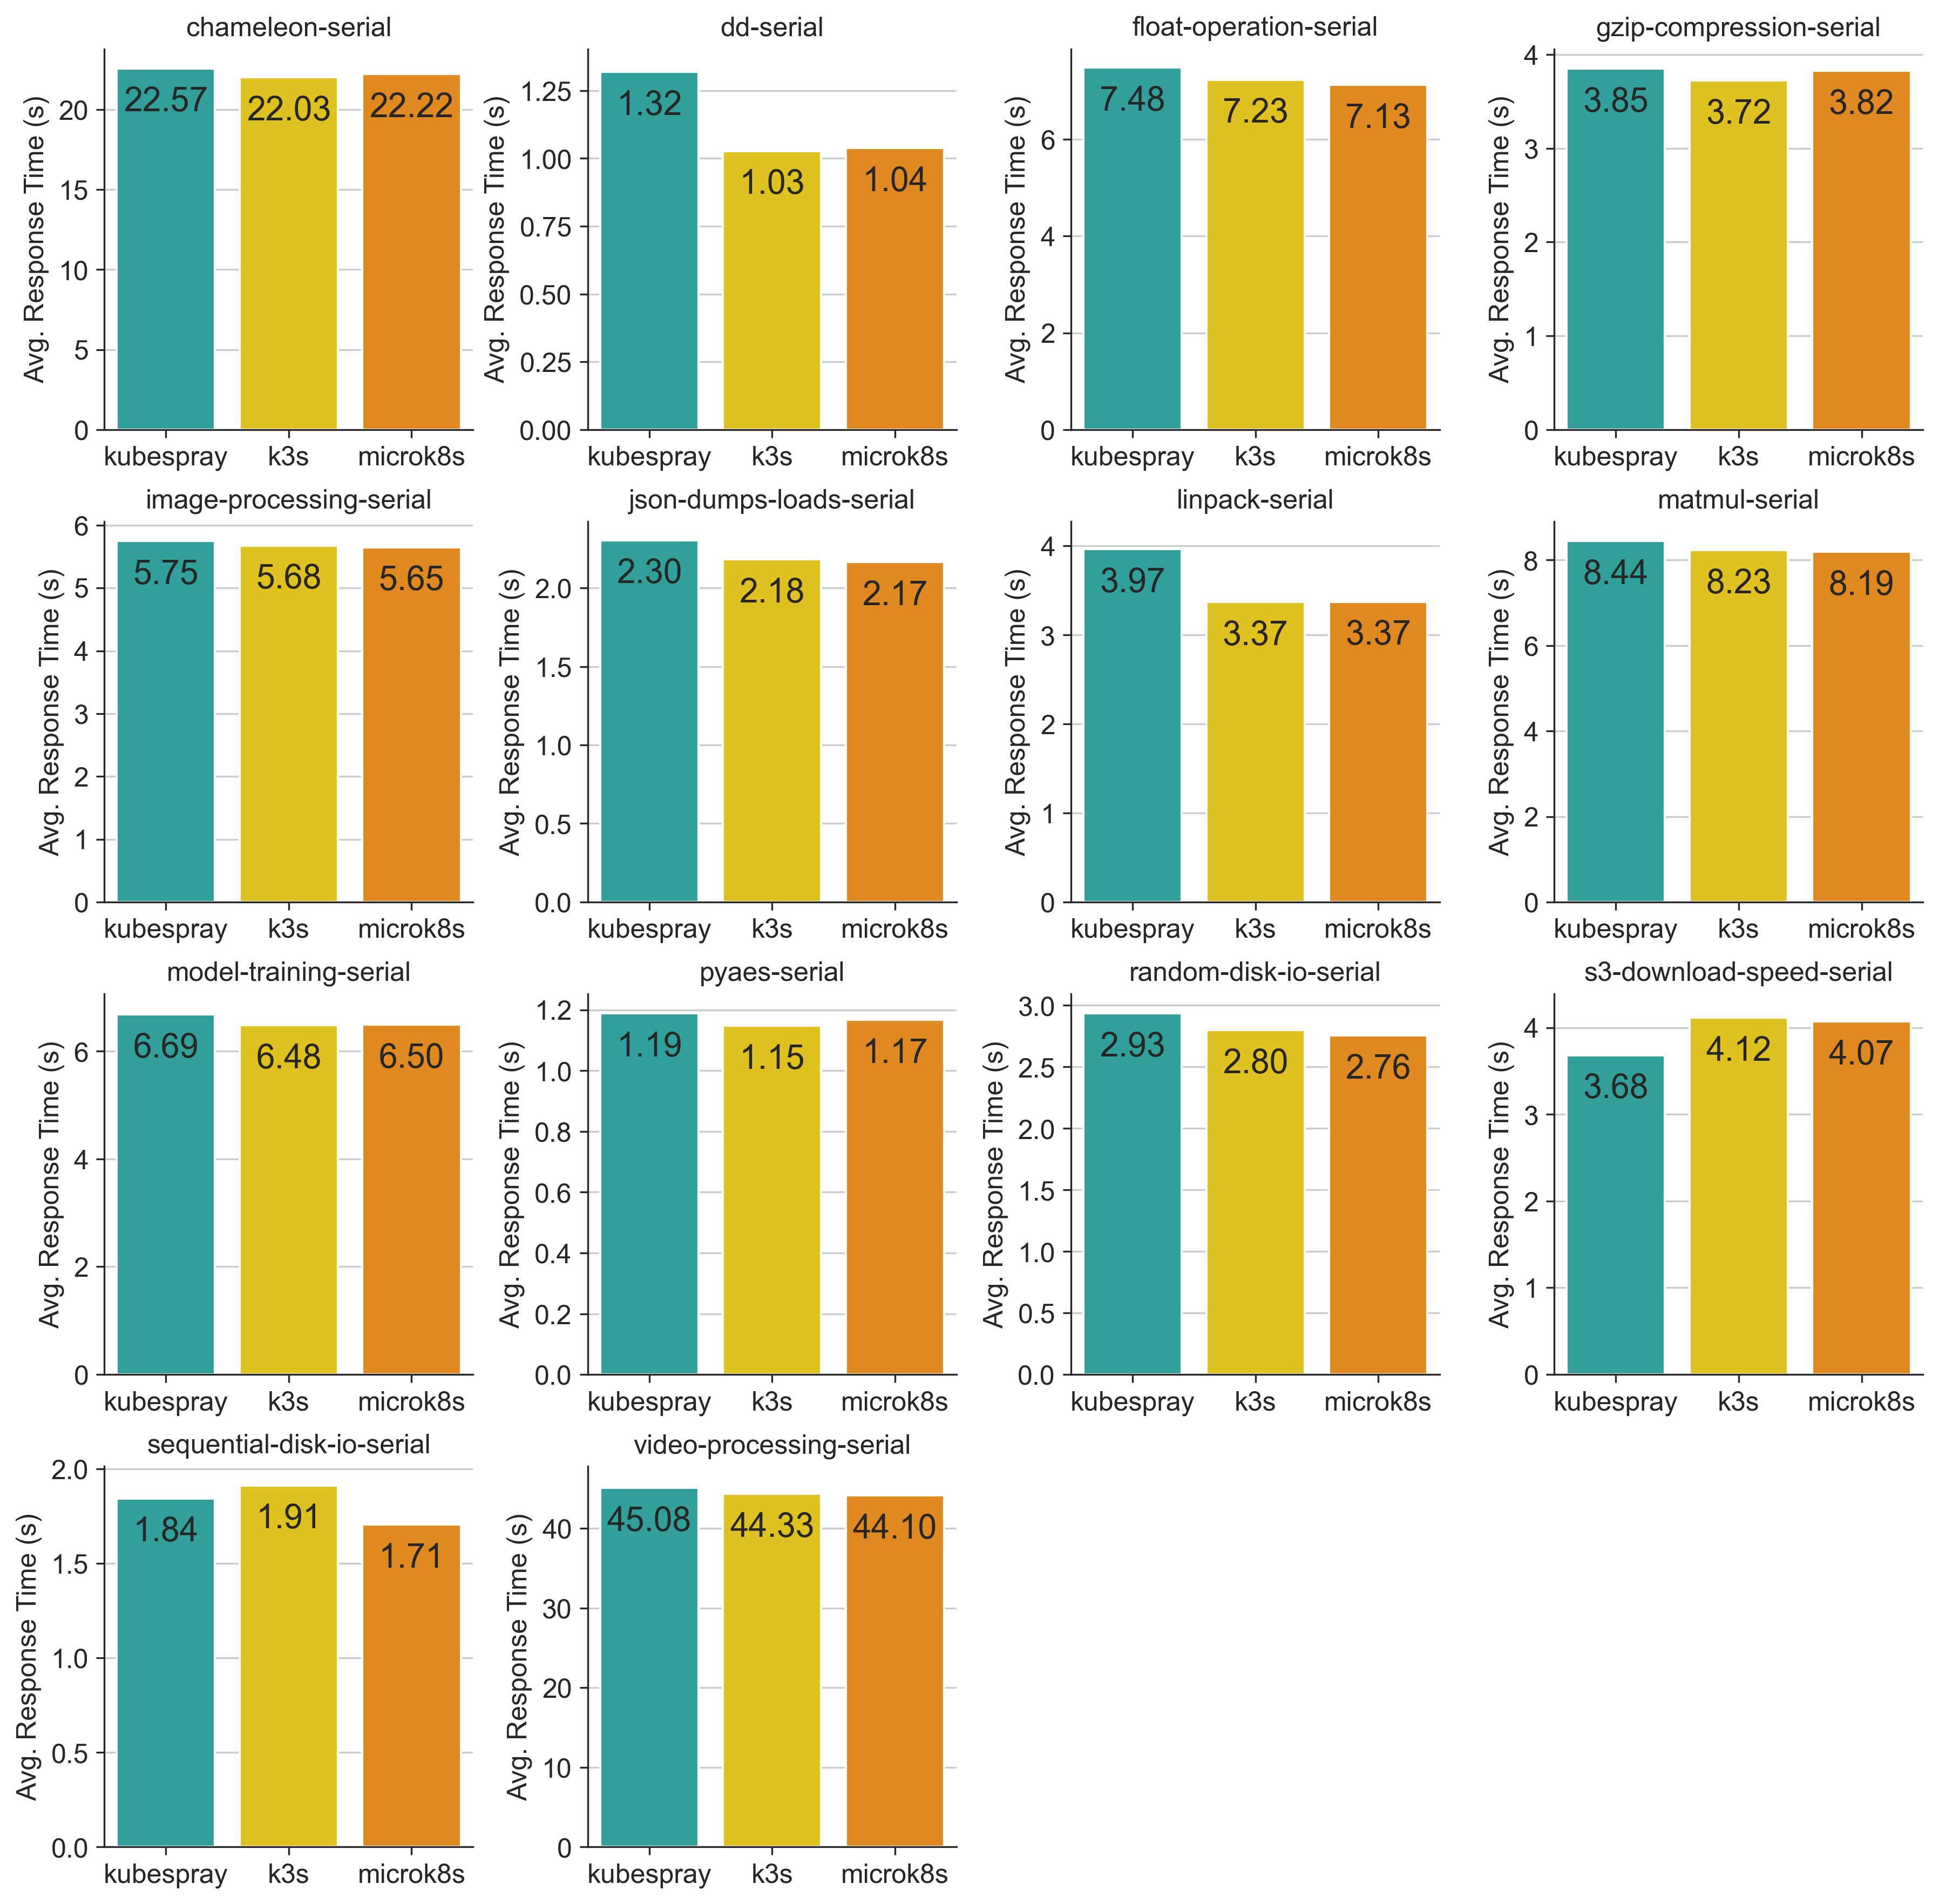 chameleon-serial
Avg. Response Time (s)
20
15
10
5
0
22.57
22.03
22.22
kubespray
k3s
microk8s
dd-serial
Avg. Response Time (s)
1.25
1.00
0.75
0.50
0.25
0.00
1.32
1.03
1.04
kubespray
k3s
microk8s
float-operation-serial
Avg. Response Time (s)
6
4
2
0
7.48
7.23
7.13
kubespray
k3s
microk8s
gzip-compression-serial
Avg. Response Time (s)
4
3
2
1
0
3.85
3.72
3.82
kubespray
k3s
microk8s
image-processing-serial
Avg. Response Time (s)
6
5
4
3
2
1
0
5.75
5.68
5.65
kubespray
k3s
microk8s
json-dumps-loads-serial
Avg. Response Time (s)
2.0
1.5
1.0
0.5
0.0
2.30
2.18
2.17
kubespray
k3s
microk8s
linpack-serial
Avg. Response Time (s)
4
3
2
1
0
3.97
3.37
3.37
kubespray
k3s
microk8s
matmul-serial
Avg. Response Time (s)
8
6
4
2
0
8.44
8.23
8.19
kubespray
k3s
microk8s
model-training-serial
Avg. Response Time (s)
6
4
2
0
6.69
6.48
6.50
kubespray
k3s
microk8s
pyaes-serial
Avg. Response Time (s)
1.2
1.0
0.8
0.6
0.4
0.2
0.0
1.19
1.15
1.17
kubespray
k3s
microk8s
random-disk-io-serial
Avg. Response Time (s)
3.0
2.5
2.0
1.5
1.0
0.5
0.0
2.93
2.80
2.76
kubespray
k3s
microk8s
s3-download-speed-serial
Avg. Response Time (s)
4
3
2
1
0
3.68
4.12
4.07
kubespray
k3s
microk8s
sequential-disk-io-serial
Avg. Response Time (s)
2.0
1.5
1.0
0.5
0.0
1.84
1.91
1.71
kubespray
k3s
microk8s
video-processing-serial
Avg. Response Time (s)
40
30
20
10
0
45.08
44.33
44.10
kubespray
k3s
microk8s